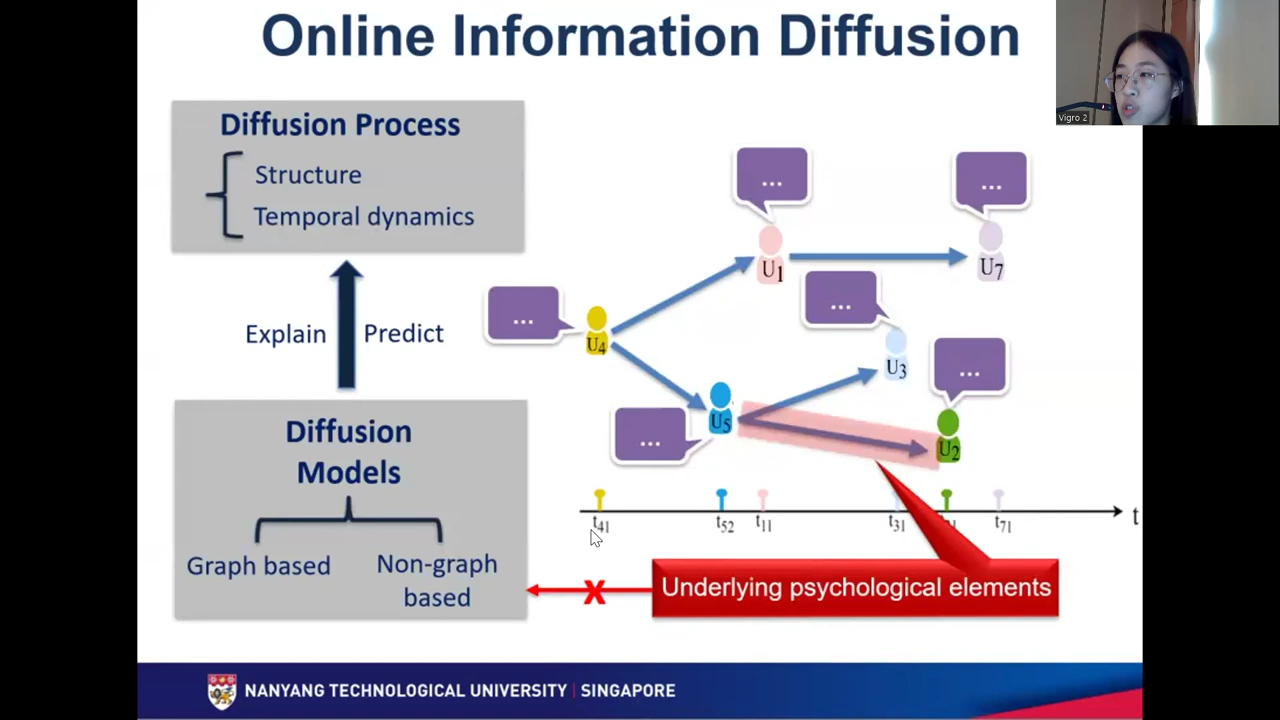 Online Information Diffusion
Vigro 2
Diffusion Process
Structure
Temporal dynamics
Explain
Predict
Diffusion
Models
Graph based
Non-graph
based
...
U4
...
U1
...
U7
...
U3
...
U5
...
U2
t41
t52
t11
t31
t71
t
X
Underlying psychological elements
NANYANG TECHNOLOGICAL UNIVERSITY | SINGAPORE